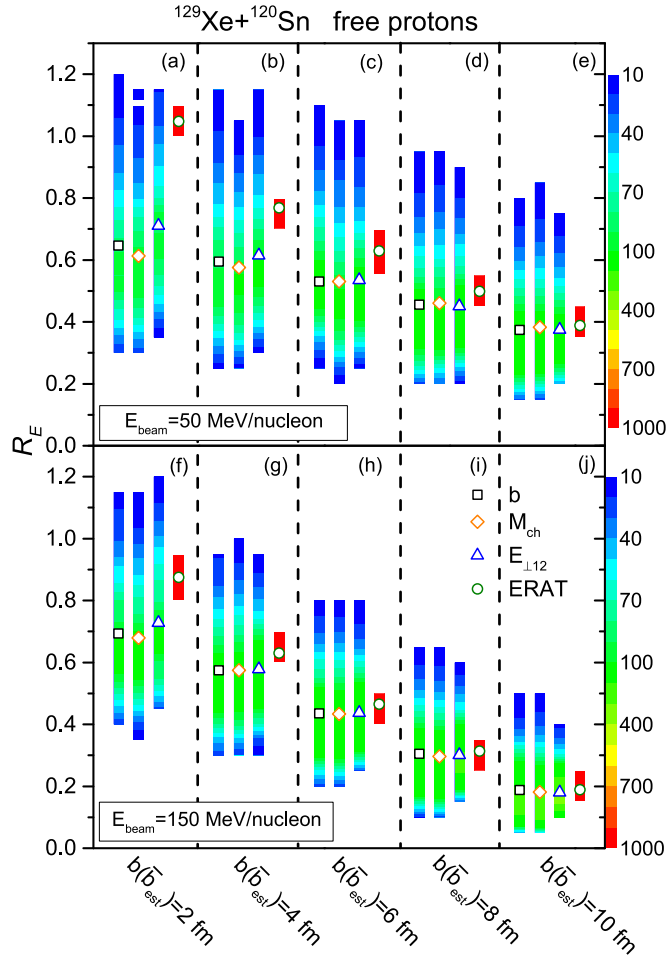 ¹²⁹Xe+¹²⁰Sn free protons
(a) (b) (c) (d) (e)
1.2
1.0
0.8
0.6
0.4
0.2
0.0
10
40
70
100
400
700
1000
E_beam=50 MeV/nucleon
R_E
(f) (g) (h) (i) (j)
1.2
1.0
0.8
0.6
0.4
0.2
0.0
10
40
70
100
400
700
1000
b
M_ch
E_⊥12
ERAT
E_beam=150 MeV/nucleon
b(b̄_est)=2 fm
b(b̄_est)=4 fm
b(b̄_est)=6 fm
b(b̄_est)=8 fm
b(b̄_est)=10 fm